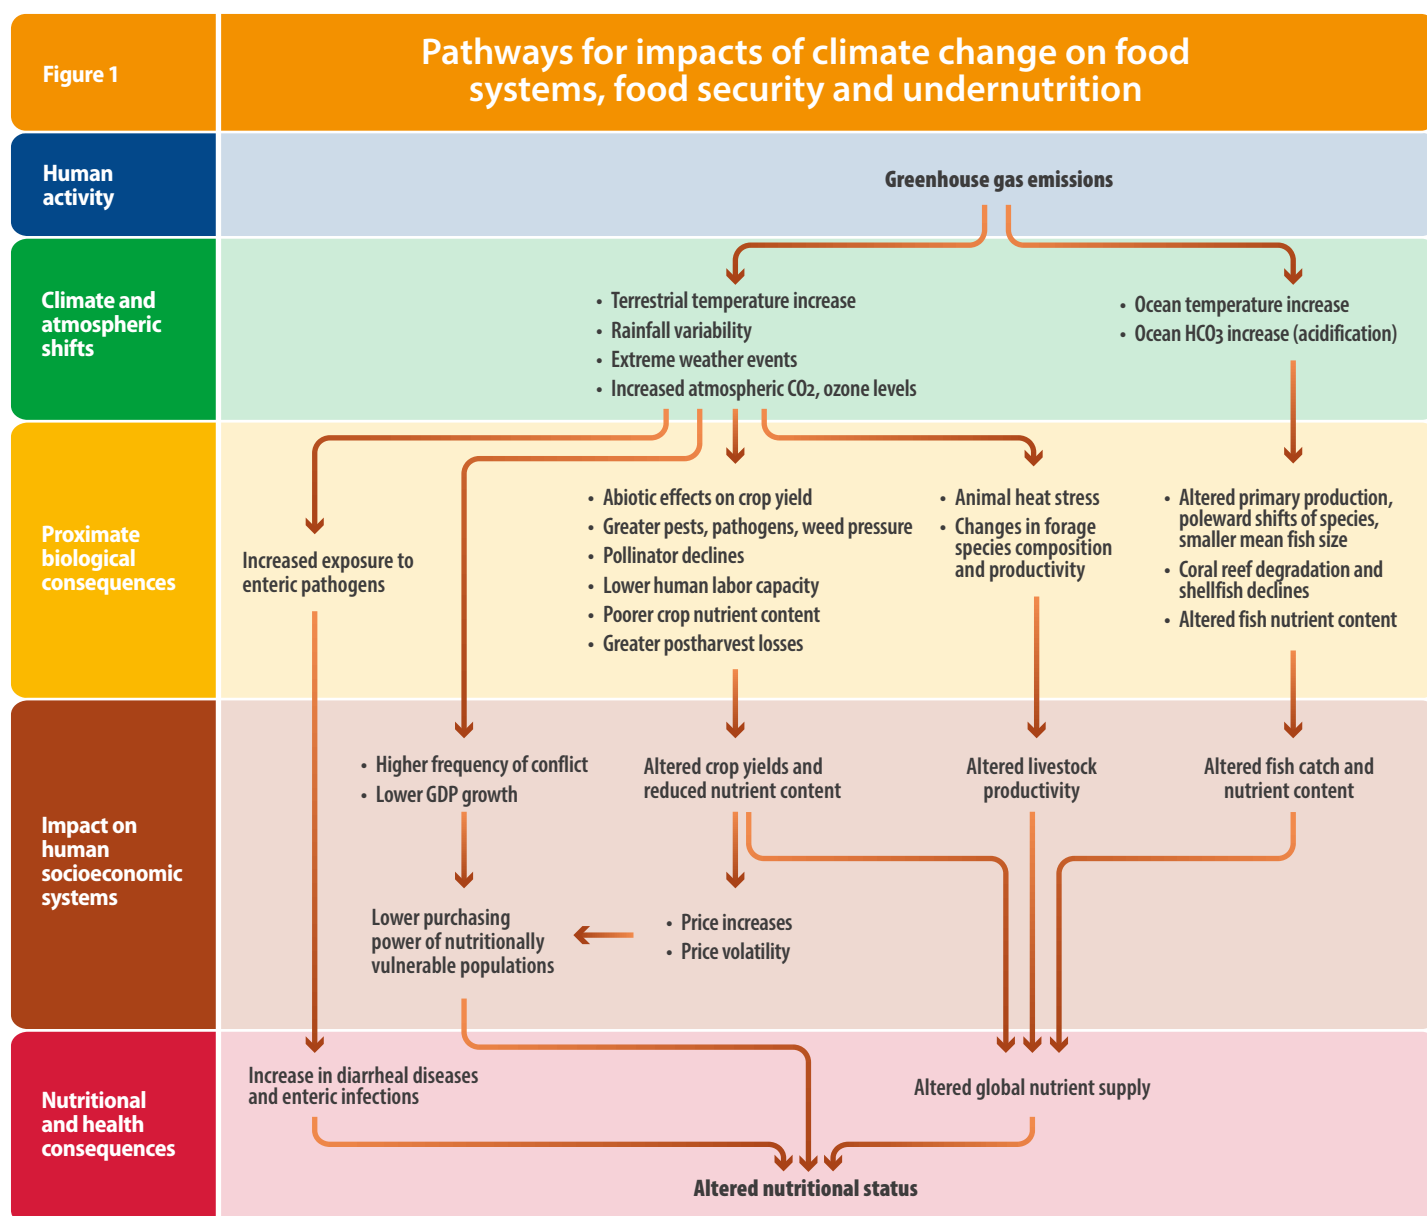 Figure 1
Pathways for impacts of climate change on food
systems, food security and undernutrition
Human
activity
Greenhouse gas emissions
Climate and
atmospheric
shifts
• Terrestrial temperature increase
• Rainfall variability
• Extreme weather events
• Increased atmospheric CO2, ozone levels
• Ocean temperature increase
• Ocean HCO3 increase (acidification)
Proximate
biological
consequences
Increased exposure to
enteric pathogens
• Abiotic effects on crop yield
• Greater pests, pathogens, weed pressure
• Pollinator declines
• Lower human labor capacity
• Poorer crop nutrient content
• Greater postharvest losses
• Animal heat stress
• Changes in forage
species composition
and productivity
• Altered primary production,
poleward shifts of species,
smaller mean fish size
• Coral reef degradation and
shellfish declines
• Altered fish nutrient content
Impact on
human
socioeconomic
systems
• Higher frequency of conflict
• Lower GDP growth
Altered crop yields and
reduced nutrient content
Altered livestock
productivity
Altered fish catch and
nutrient content
Lower purchasing
power of nutritionally
vulnerable populations
• Price increases
• Price volatility
Nutritional
and health
consequences
Increase in diarrheal diseases
and enteric infections
Altered global nutrient supply
Altered nutritional status